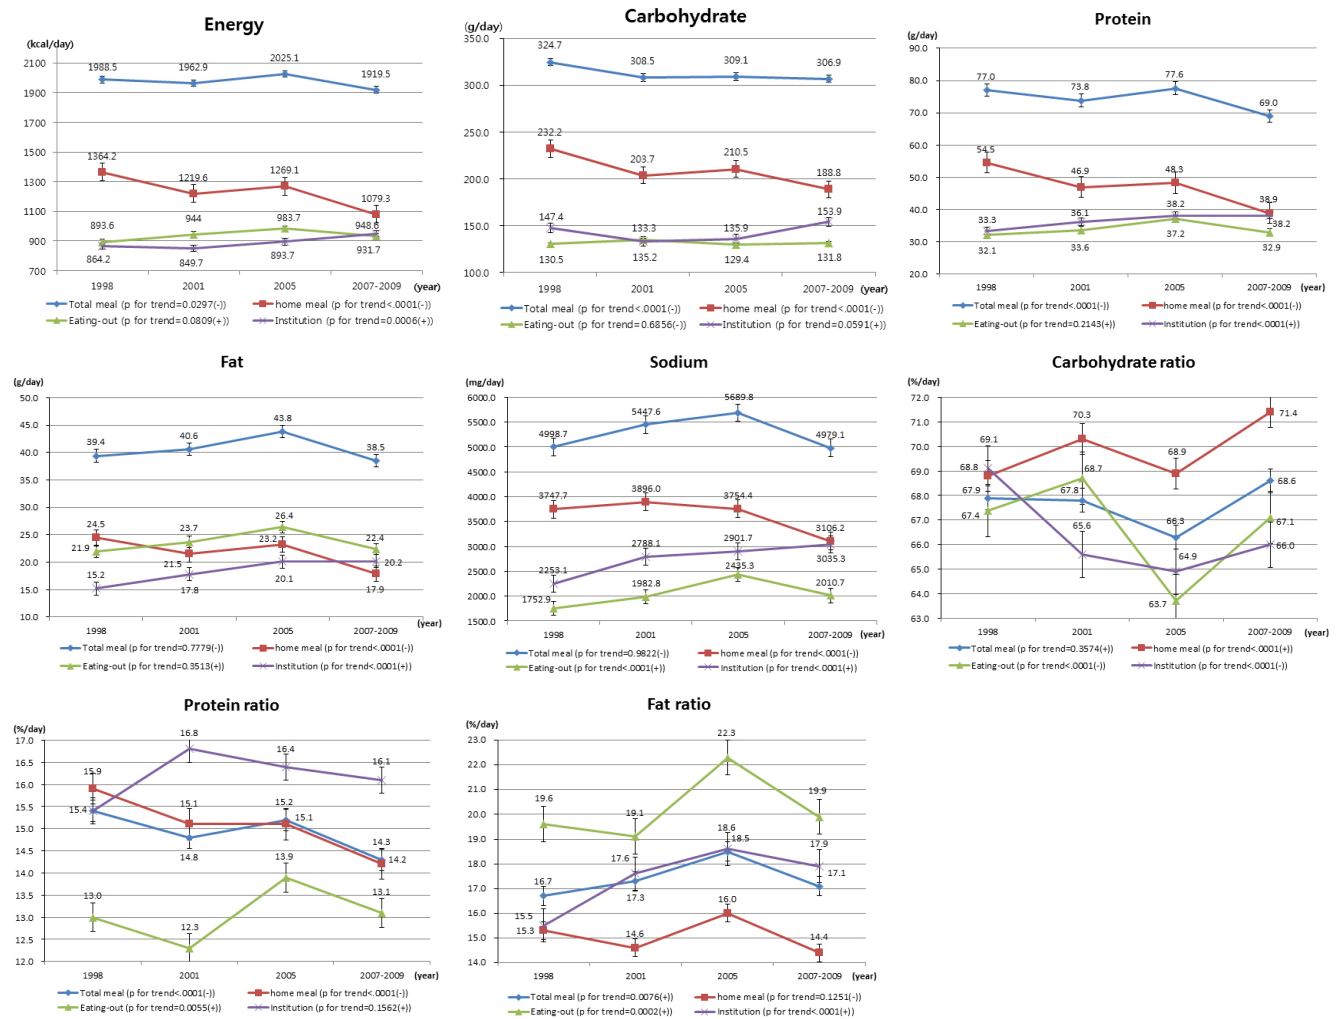 Energy
(kcal/day)
2100
1900
1700
1500
1300
1100
900
700
1988.5 1962.9 2025.1 1919.5
1364.2 1219.6 1269.1 1079.3
893.6 944 983.7 948.6
864.2 849.7 893.7 931.7
1998 2001 2005 2007-2009 (year)
Total meal (p for trend=0.0297(-)) home meal (p for trend<.0001(-))
Eating-out (p for trend=0.0809(+)) Institution (p for trend=0.0006(+))
Carbohydrate
(g/day)
350.0
300.0
250.0
200.0
150.0
100.0
324.7 308.5 309.1 306.9
232.2 203.7 210.5 188.8
147.4 133.3 135.9 153.9
130.5 135.2 129.4 131.8
1998 2001 2005 2007-2009 (year)
Total meal (p for trend<.0001(-)) home meal (p for trend<.0001(-))
Eating-out (p for trend=0.6856(-)) Institution (p for trend=0.0591(+))
Protein
(g/day)
90.0
80.0
70.0
60.0
50.0
40.0
30.0
20.0
77.0 73.8 77.6 69.0
54.5 46.9 48.3 38.9
33.3 36.1 38.2 38.2
32.1 33.6 37.2 32.9
1998 2001 2005 2007-2009 (year)
Total meal (p for trend<.0001(-)) home meal (p for trend<.0001(-))
Eating-out (p for trend=0.2143(+)) Institution (p for trend<.0001(+))
Fat
(g/day)
50.0
45.0
40.0
35.0
30.0
25.0
20.0
15.0
10.0
39.4 40.6 43.8 38.5
24.5 23.7 26.4 22.4
21.9 21.5 23.2 20.2
15.2 17.8 20.1 17.9
1998 2001 2005 2007-2009 (year)
Total meal (p for trend=0.7779(-)) home meal (p for trend<.0001(-))
Eating-out (p for trend=0.3513(+)) Institution (p for trend<.0001(+))
Sodium
(mg/day)
6000.0
5500.0
5000.0
4500.0
4000.0
3500.0
3000.0
2500.0
2000.0
1500.0
4998.7 5447.6 5689.8 4979.1
3747.7 3896.0 3754.4 3106.2
2253.1 2788.1 2901.7 3035.3
1752.9 1982.8 2435.3 2010.7
1998 2001 2005 2007-2009 (year)
Total meal (p for trend=0.9822(-)) home meal (p for trend<.0001(-))
Eating-out (p for trend<.0001(+)) Institution (p for trend<.0001(+))
Carbohydrate ratio
(%/day)
72.0
71.0
70.0
69.0
68.0
67.0
66.0
65.0
64.0
63.0
69.1 70.3 68.9 71.4
68.8 68.7 66.3 68.6
67.9 67.8 64.9 67.1
67.4 65.6 63.7 66.0
1998 2001 2005 2007-2009 (year)
Total meal (p for trend=0.3574(+)) home meal (p for trend<.0001(+))
Eating-out (p for trend<.0001(-)) Institution (p for trend<.0001(-))
Protein ratio
(%/day)
17.0
16.5
16.0
15.5
15.0
14.5
14.0
13.5
13.0
12.5
12.0
15.9 16.8 16.4 16.1
15.4 15.1 15.2 14.3
14.8 15.1 14.2
13.0 12.3 13.9 13.1
1998 2001 2005 2007-2009 (year)
Total meal (p for trend<.0001(-)) home meal (p for trend<.0001(-))
Eating-out (p for trend=0.0055(+)) Institution (p for trend=0.1562(+))
Fat ratio
(%/day)
23.0
22.0
21.0
20.0
19.0
18.0
17.0
16.0
15.0
14.0
19.6 19.1 22.3 19.9
16.7 17.6 18.6 17.9
15.5 17.3 18.5 17.1
15.3 14.6 16.0 14.4
1998 2001 2005 2007-2009 (year)
Total meal (p for trend=0.0076(+)) home meal (p for trend=0.1251(-))
Eating-out (p for trend=0.0002(+)) Institution (p for trend<.0001(+))